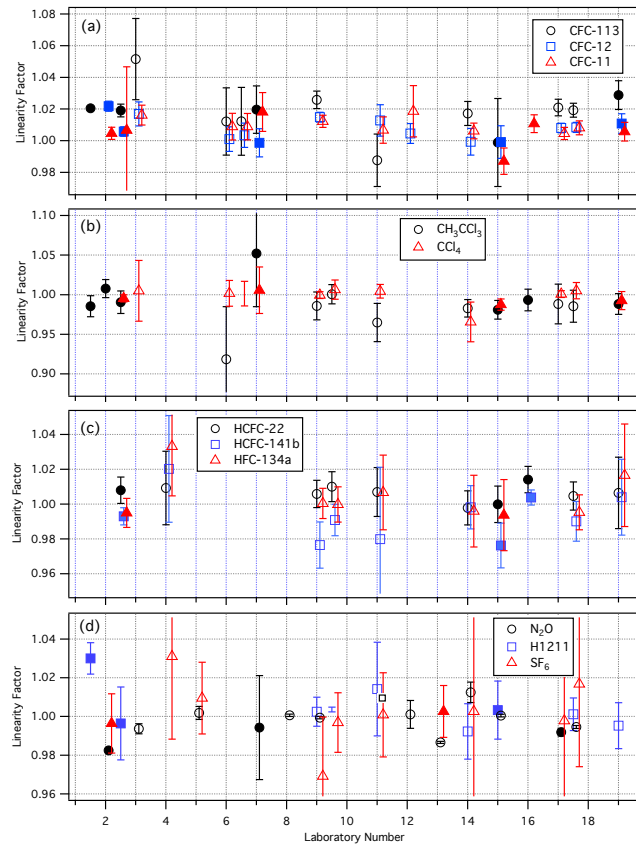 (a)
CFC-113
CFC-12
CFC-11
1.08
1.06
1.04
1.02
1.00
0.98
Linearity Factor
(b)
CH₃CCl₃
CCl₄
1.10
1.05
1.00
0.95
0.90
Linearity Factor
(c)
HCFC-22
HCFC-141b
HFC-134a
1.04
1.02
1.00
0.98
0.96
Linearity Factor
(d)
N₂O
H1211
SF₆
1.04
1.02
1.00
0.98
0.96
Linearity Factor
2 4 6 8 10 12 14 16 18
Laboratory Number